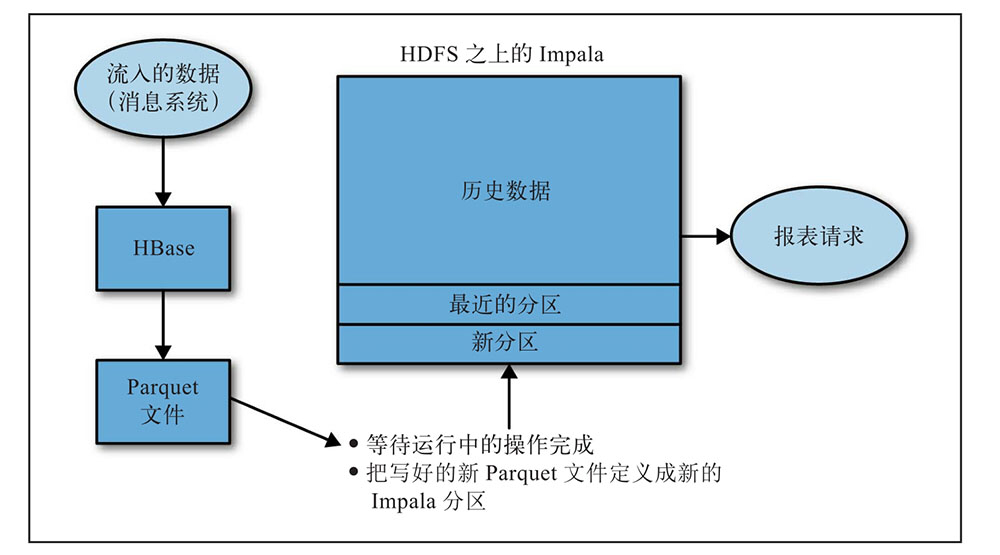 流入的数据
（消息系统）
HBase
Parquet
文件
HDFS 之上的 Impala
历史数据
最近的分区
新分区
• 等待运行中的操作完成
• 把写好的新 Parquet 文件定义成新的
Impala 分区
报表请求